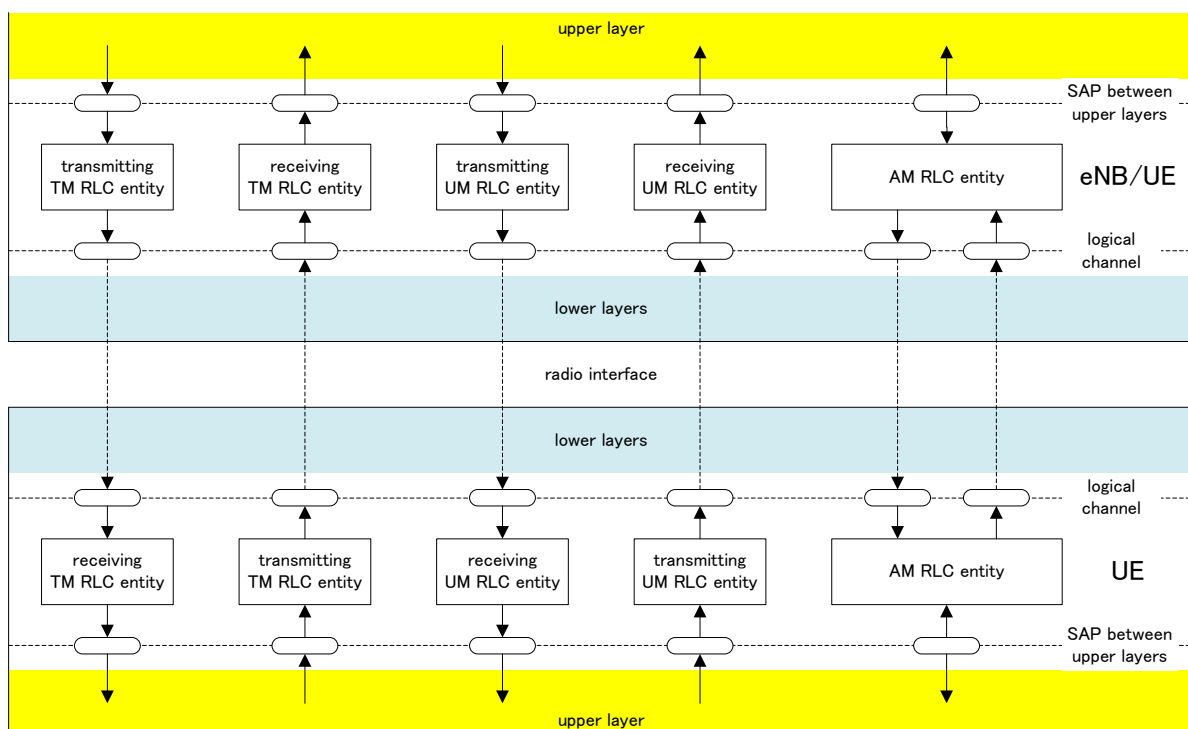 upper layer
SAP between
upper layers
transmitting
TM RLC entity
receiving
TM RLC entity
transmitting
UM RLC entity
receiving
UM RLC entity
AM RLC entity
eNB/UE
logical
channel
lower layers
radio interface
lower layers
logical
channel
receiving
TM RLC entity
transmitting
TM RLC entity
receiving
UM RLC entity
transmitting
UM RLC entity
AM RLC entity
UE
SAP between
upper layers
upper layer